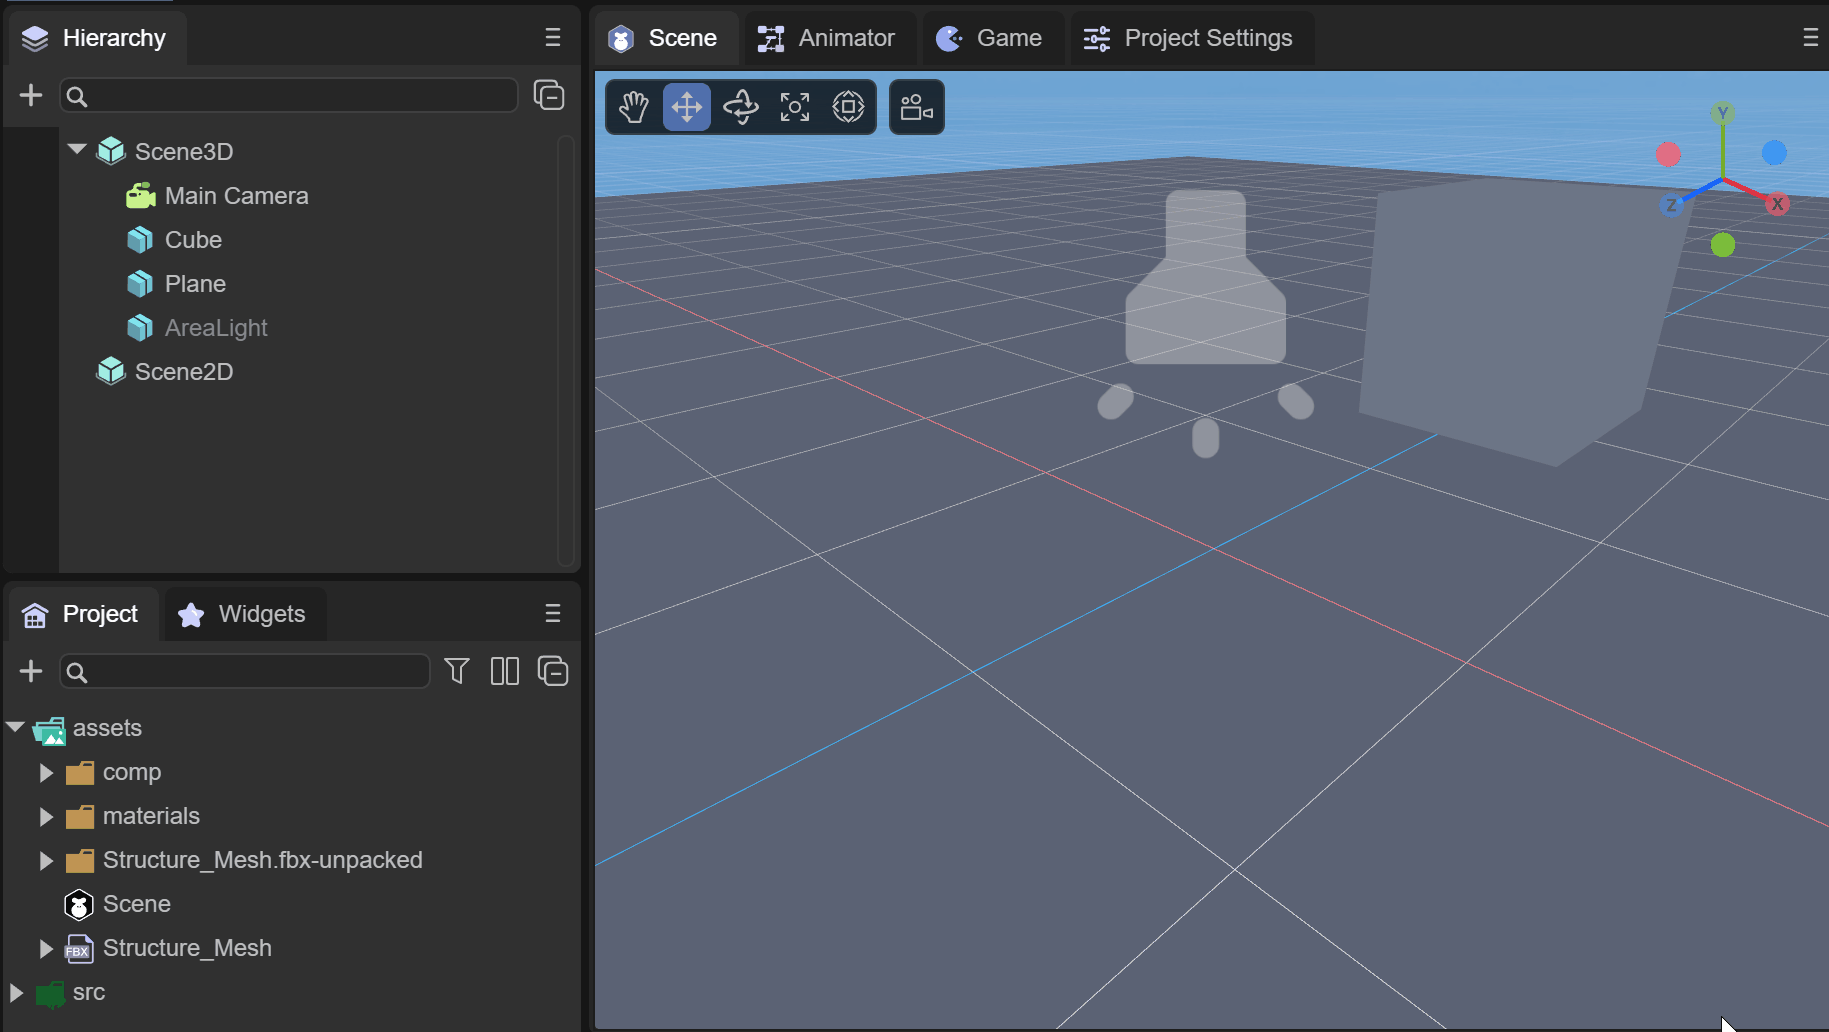 Hierarchy
Scene3D
Main Camera
Cube
Plane
AreaLight
Scene2D
Project
Widgets
assets
comp
materials
Structure_Mesh.fbx-unpacked
Scene
FBX
Structure_Mesh
src
Scene
Animator
Game
Project Settings
Y
Z
X